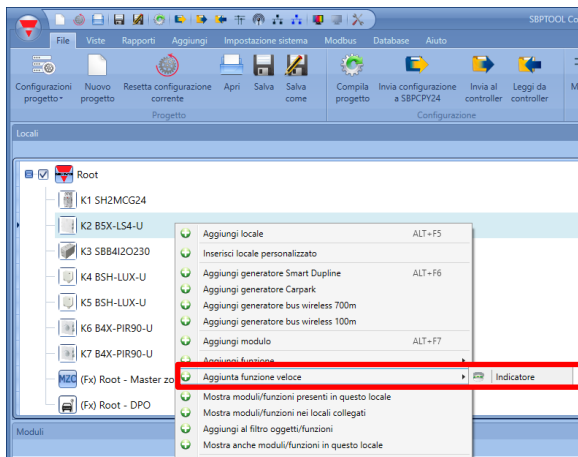 SBPTOOL Co
File Viste Rapporti Aggiungi Impostazione sistema Modbus Database Aiuto
Configurazioni progetto
Nuovo progetto
Resetta configurazione corrente
Apri
Salva
Salva come
Compila progetto
Invia configurazione a SBPCPY24
Invia al controller
Leggi da controller
M
Progetto
Configurazione
Locali
Root
K1 SH2MCG24
K2 B5X-LS4-U
K3 SBB4I2O230
K4 BSH-LUX-U
K5 BSH-LUX-U
K6 B4X-PIR90-U
K7 B4X-PIR90-U
MZC (Fx) Root - Master zo
(Fx) Root - DPO
Aggiungi locale ALT+F5
Inserisci locale personalizzato
Aggiungi generatore Smart Dupline ALT+F6
Aggiungi generatore Carpark
Aggiungi generatore bus wireless 700m
Aggiungi generatore bus wireless 100m
Aggiungi modulo ALT+F7
Aggiungi funzione
Aggiunta funzione veloce
Indicatore
Mostra moduli/funzioni presenti in questo locale
Mostra moduli/funzioni nei locali collegati
Aggiungi al filtro oggetti/funzioni
Mostra anche moduli/funzioni in questo locale
Moduli